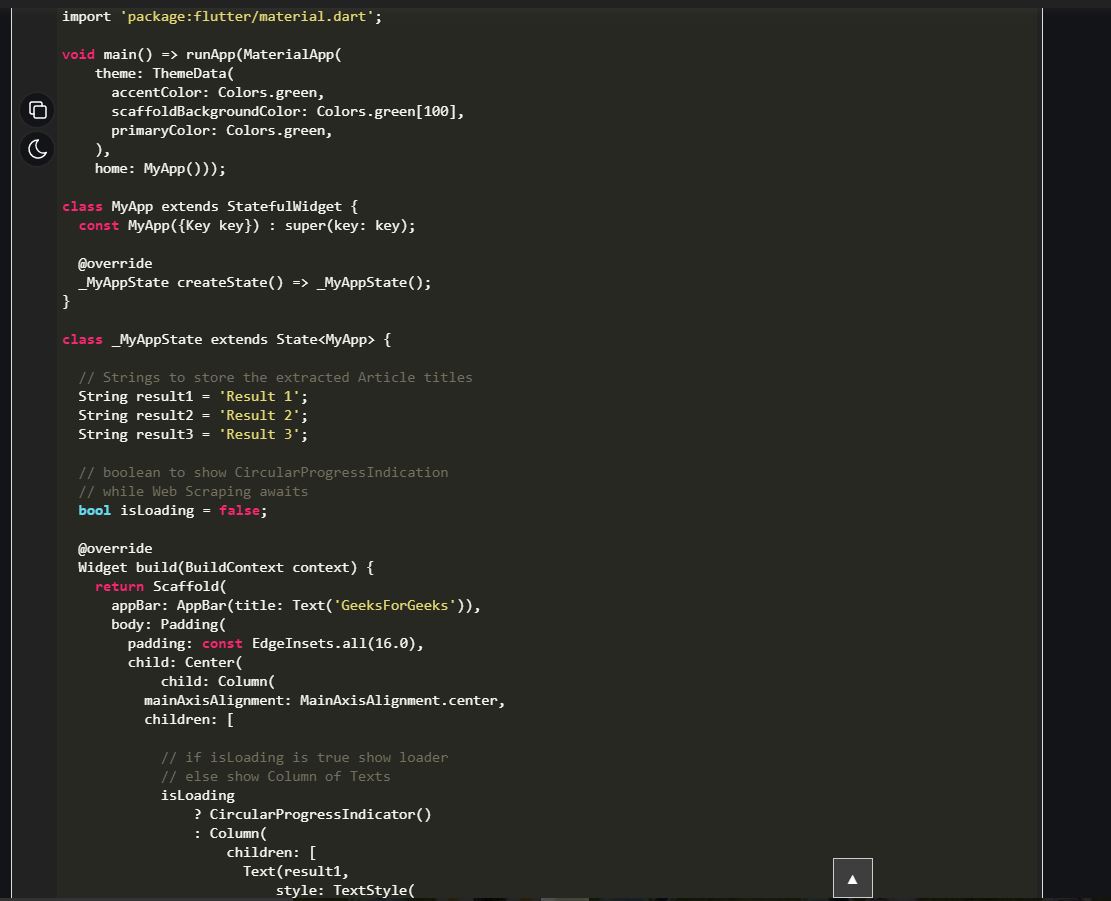 import 'package:flutter/material.dart';
void main() => runApp(MaterialApp(
theme: ThemeData(
accentColor: Colors.green,
scaffoldBackgroundColor: Colors.green[100],
primaryColor: Colors.green,
),
home: MyApp()));
class MyApp extends StatefulWidget {
const MyApp({Key key}) : super(key: key);
@override
_MyAppState createState() => _MyAppState();
}
class _MyAppState extends State<MyApp> {
// Strings to store the extracted Article titles
String result1 = 'Result 1';
String result2 = 'Result 2';
String result3 = 'Result 3';
// boolean to show CircularProgressIndication
// while Web Scraping awaits
bool isLoading = false;
@override
Widget build(BuildContext context) {
return Scaffold(
appBar: AppBar(title: Text('GeeksForGeeks')),
body: Padding(
padding: const EdgeInsets.all(16.0),
child: Center(
child: Column(
mainAxisAlignment: MainAxisAlignment.center,
children: [
// if isLoading is true show loader
// else show Column of Texts
isLoading
? CircularProgressIndicator()
: Column(
children: [
Text(result1,
style: TextStyle(